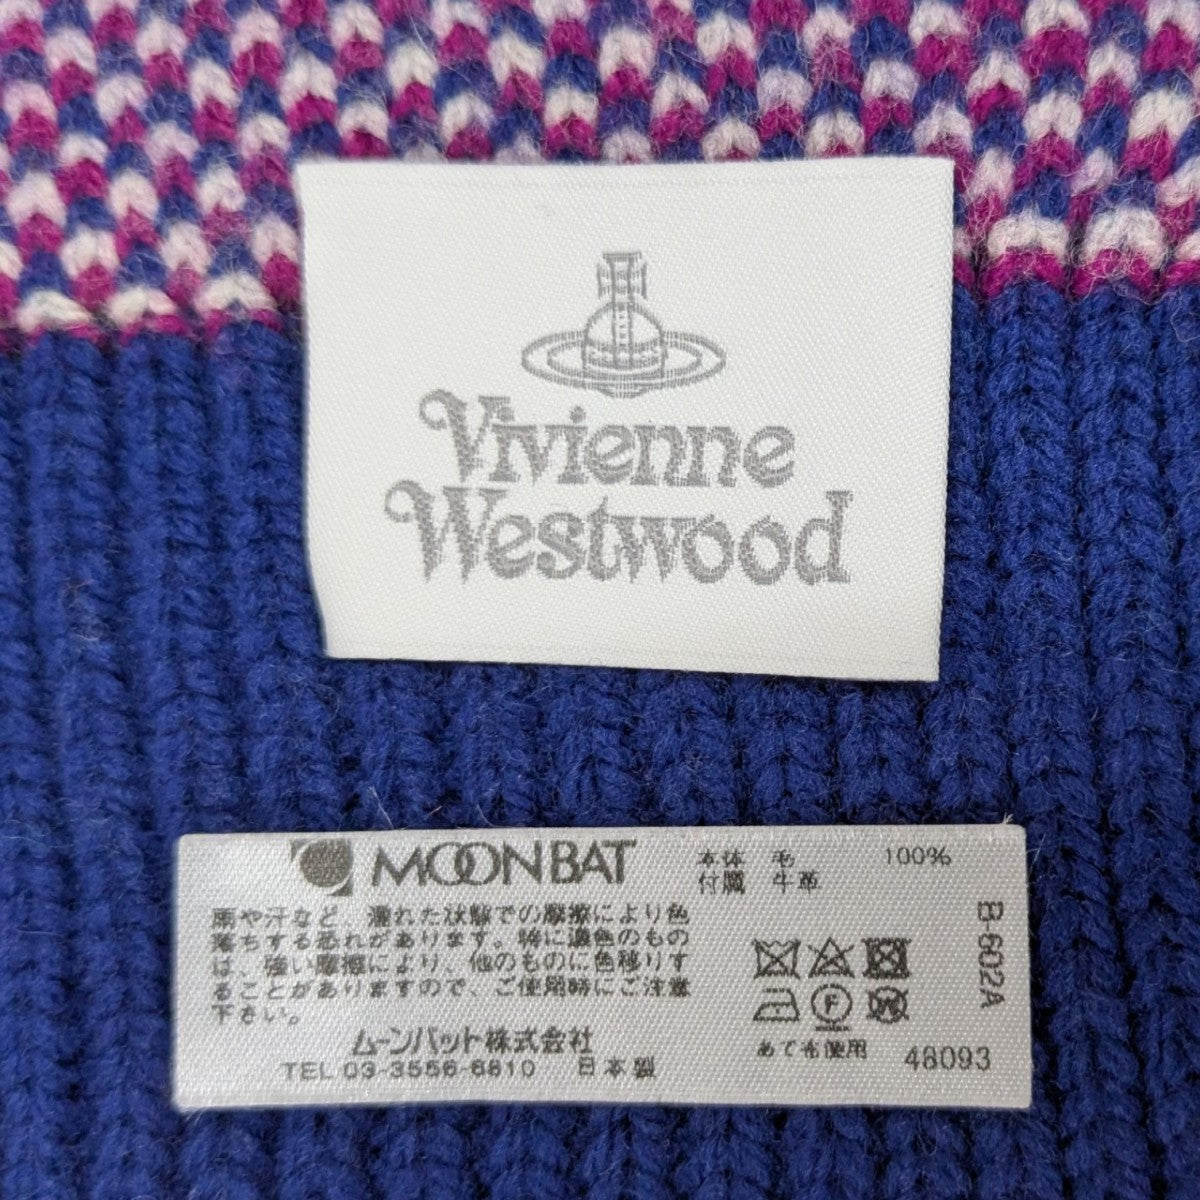 Vivienne
Westwood
MOONBAT
本体 毛 100%
付属 牛革
雨や汗など、濡れた状態での摩擦により色
落ちする恐れがあります。特に濃色のもの
は、強い摩擦により、他のものに色移りす
ることがありますので、ご使用時にご注意
下さい。
ムーンバット株式会社
TEL 03-3556-6810 日本製
F
W
あて布使用
48093
B-602A